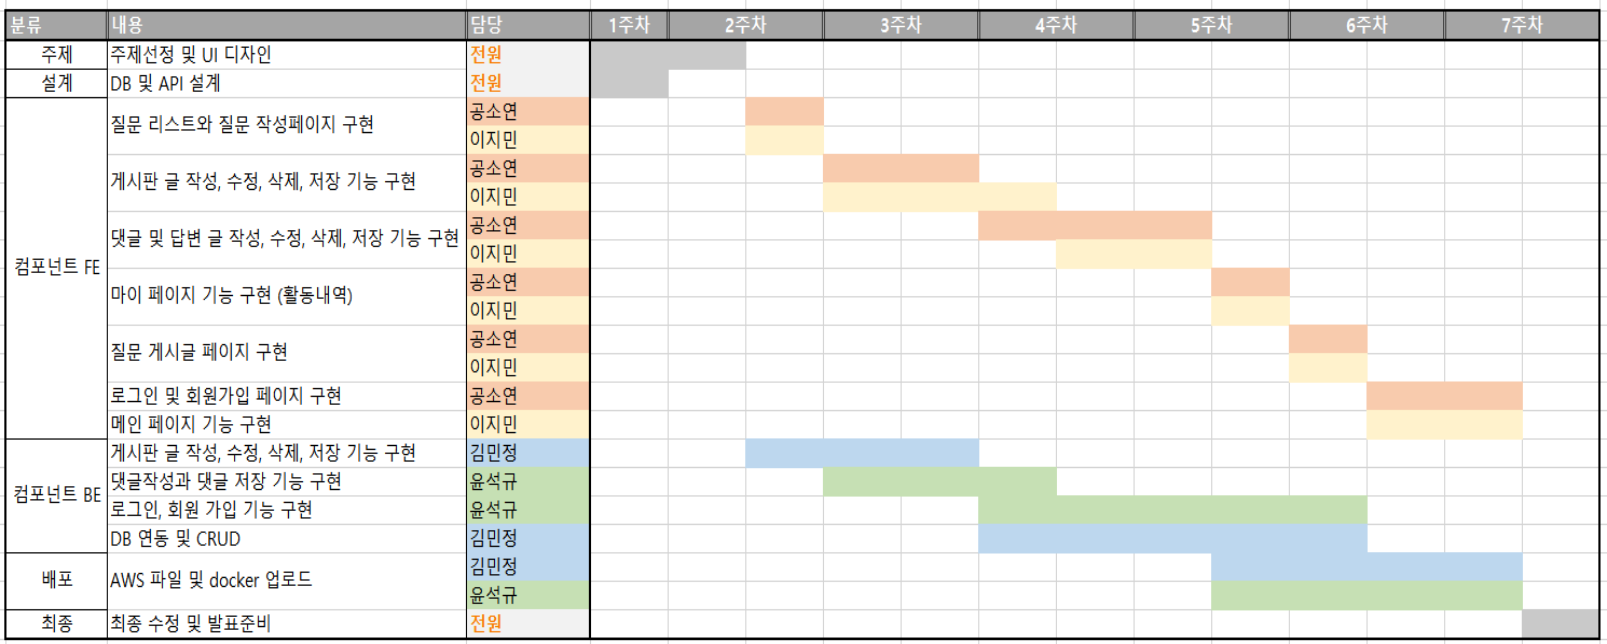 분류 내용 담당 1주차 2주차 3주차 4주차 5주차 6주차 7주차
주제 주제선정 및 UI 디자인 전원
설계 DB 및 API 설계 전원
컴포넌트 FE
질문 리스트와 질문 작성페이지 구현
공소연
이지민
게시판 글 작성, 수정, 삭제, 저장 기능 구현
공소연
이지민
댓글 및 답변 글 작성, 수정, 삭제, 저장 기능 구현
공소연
이지민
마이 페이지 기능 구현 (활동내역)
공소연
이지민
질문 게시글 페이지 구현
공소연
이지민
로그인 및 회원가입 페이지 구현 공소연
메인 페이지 기능 구현 이지민
컴포넌트 BE
게시판 글 작성, 수정, 삭제, 저장 기능 구현 김민정
댓글작성과 댓글 저장 기능 구현 윤석규
로그인, 회원 가입 기능 구현 윤석규
DB 연동 및 CRUD 김민정
배포 AWS 파일 및 docker 업로드
김민정
윤석규
최종 최종 수정 및 발표준비 전원